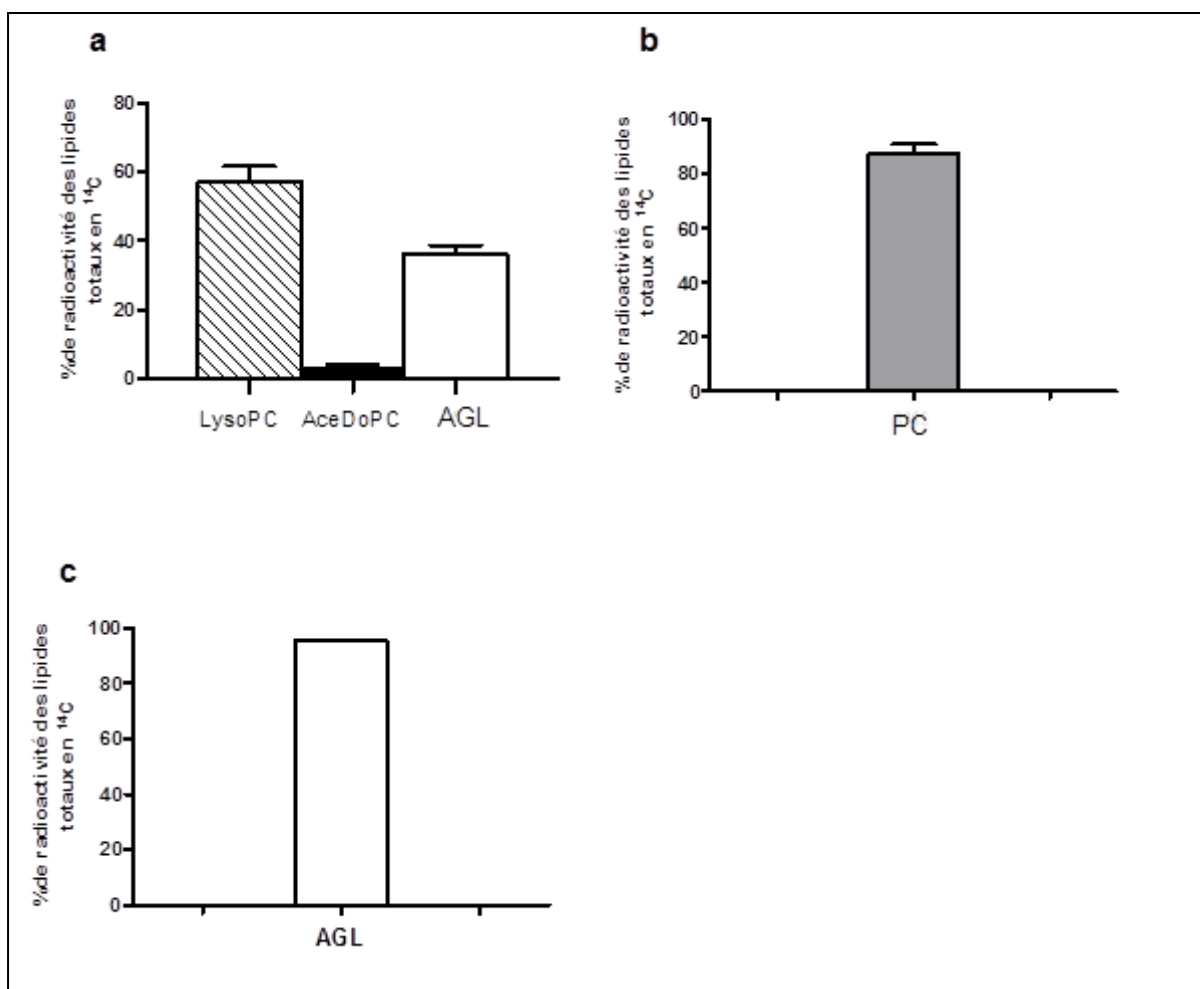 a
%de radioactivité des lipides
totaux en ¹⁴C
80
60
40
20
0
LysoPC AceDoPC AGL
b
%de radioactivité des lipides
totaux en ¹⁴C
100
80
60
40
20
0
PC
c
%de radioactivité des lipides
totaux en ¹⁴C
100
80
60
40
20
0
AGL